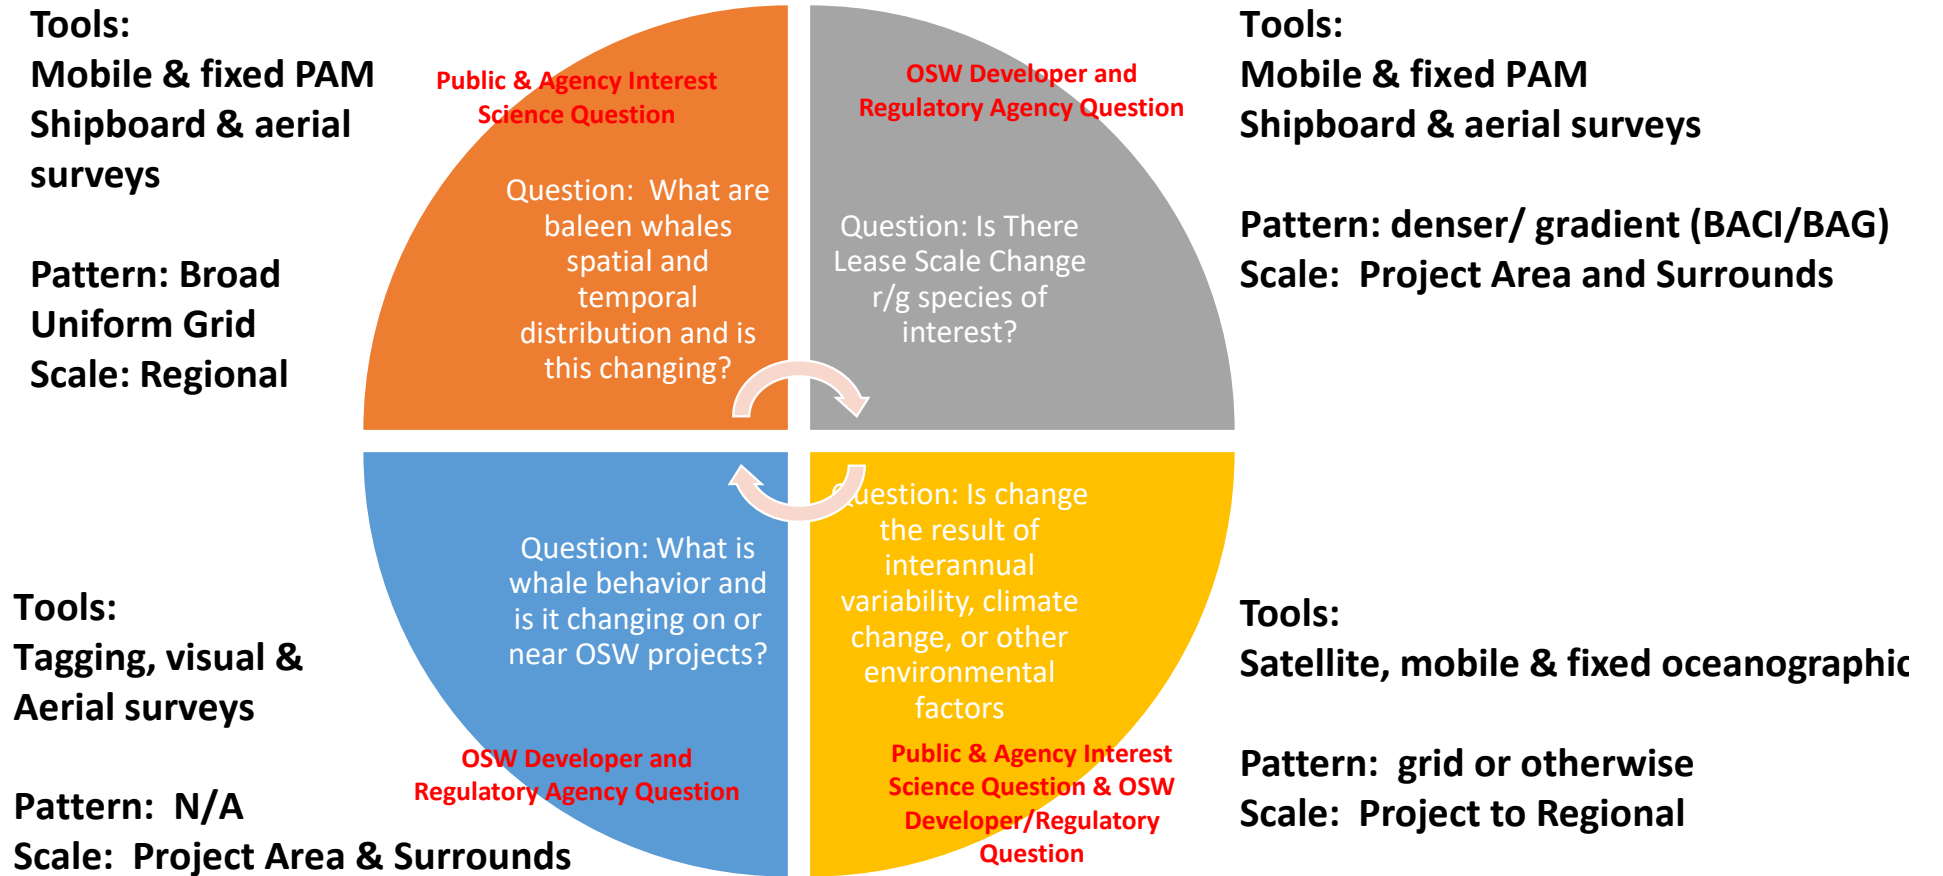 Tools:
Mobile & fixed PAM
Shipboard & aerial
surveys
Pattern: Broad
Uniform Grid
Scale: Regional
Public & Agency Interest
Science Question
Question:  What are
baleen whales
spatial and
temporal
distribution and is
this changing?
OSW Developer and
Regulatory Agency Question
Question: Is There
Lease Scale Change
r/g species of
interest?
Tools:
Mobile & fixed PAM
Shipboard & aerial surveys
Pattern: denser/ gradient (BACI/BAG)
Scale:  Project Area and Surrounds
Tools:
Tagging, visual &
Aerial surveys
Pattern:  N/A
Scale:  Project Area & Surrounds
Question: What is
whale behavior and
is it changing on or
near OSW projects?
OSW Developer and
Regulatory Agency Question
Question: Is change
the result of
interannual
variability, climate
change, or other
environmental
factors
Public & Agency Interest
Science Question & OSW
Developer/Regulatory
Question
Tools:
Satellite, mobile & fixed oceanographic
Pattern:  grid or otherwise
Scale:  Project to Regional